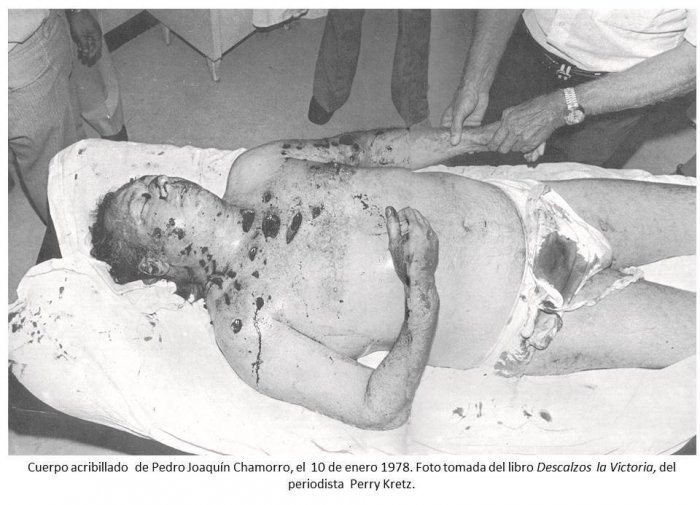 Cuerpo acribillado de Pedro Joaquín Chamorro, el 10 de enero 1978. Foto tomada del libro Descalzos la Victoria, del
periodista Perry Kretz.